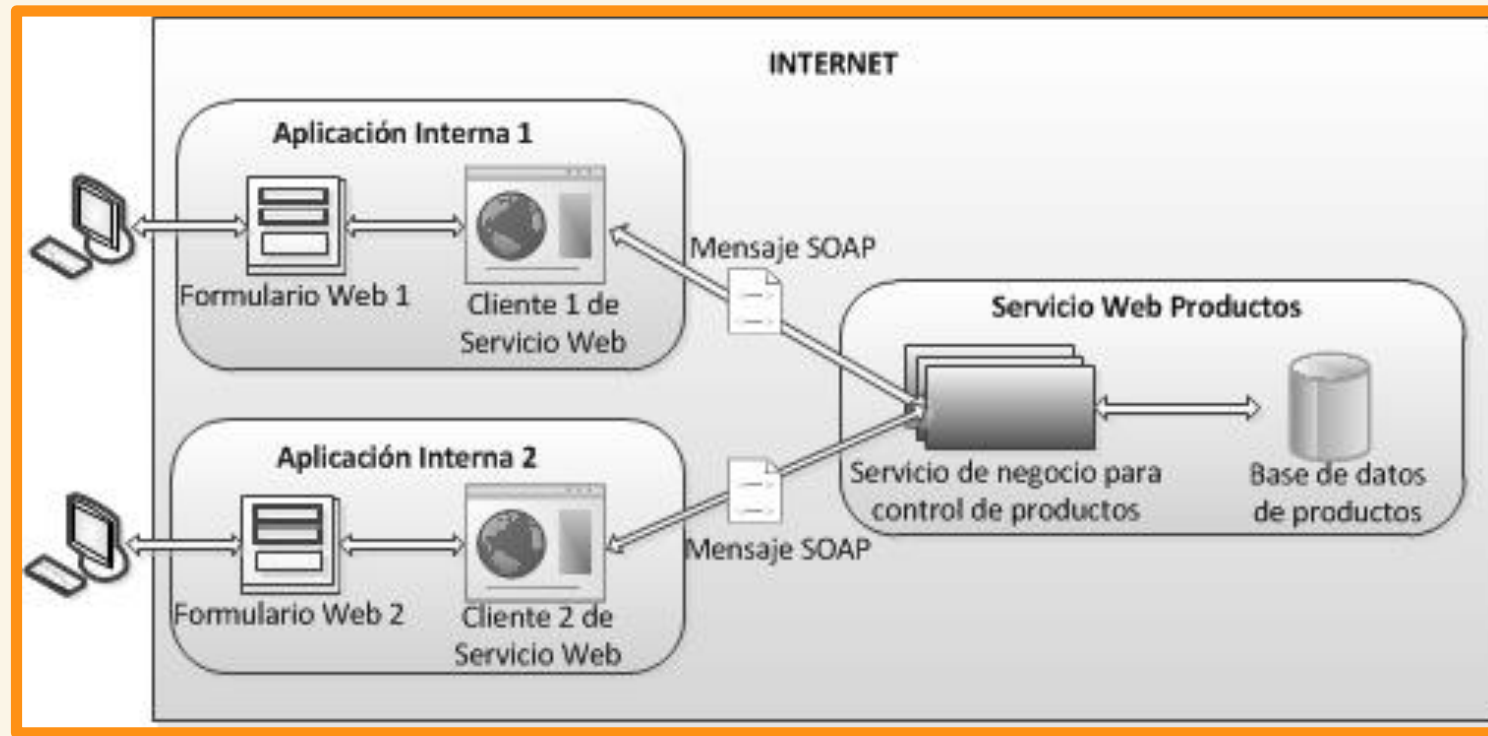 INTERNET
Aplicación Interna 1
Formulario Web 1
Cliente 1 de
Servicio Web
Mensaje SOAP
Servicio Web Productos
Servicio de negocio para
control de productos
Base de datos
de productos
Aplicación Interna 2
Formulario Web 2
Cliente 2 de
Servicio Web
Mensaje SOAP